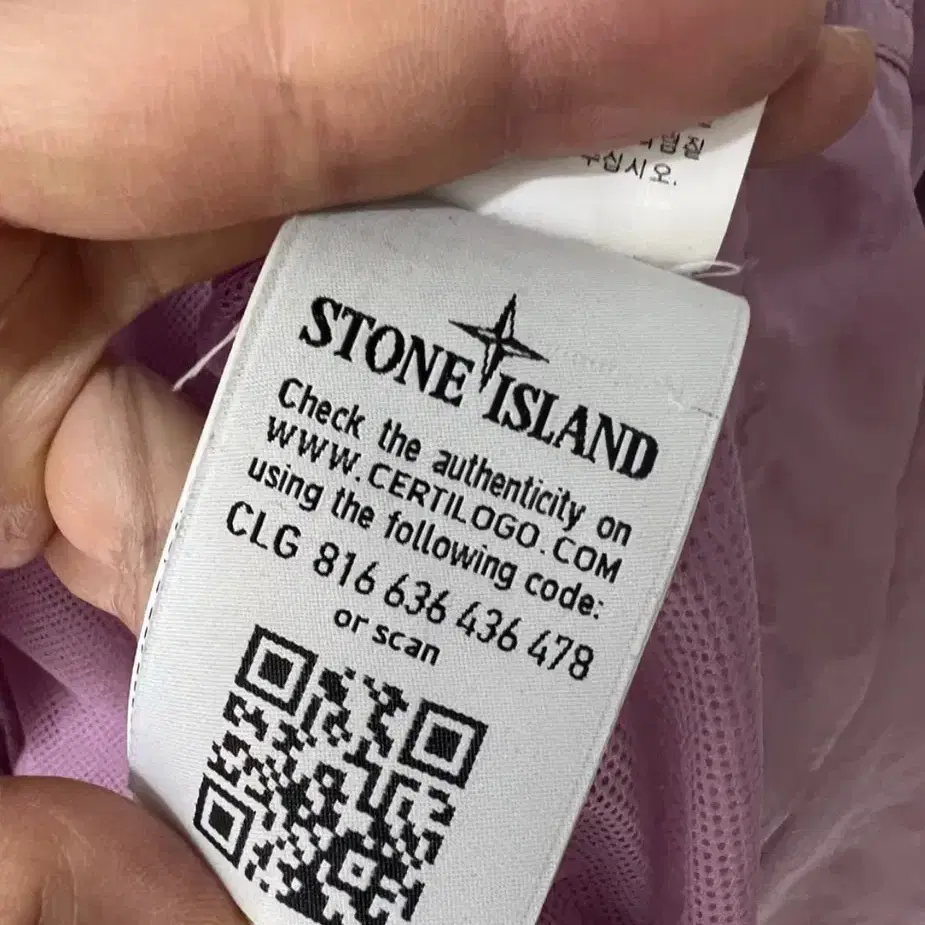 십시오.
STONE ISLAND
Check the authenticity on
WWW.CERTILOGO.COM
using the following code:
CLG 816 636 436 478
or scan